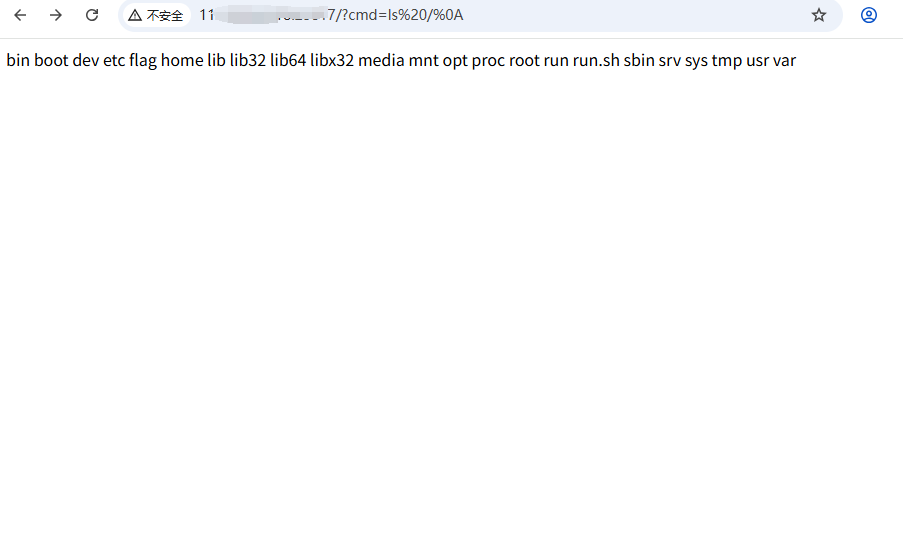 不安全 11 7/?cmd=ls%20/%0A
bin boot dev etc flag home lib lib32 lib64 libx32 media mnt opt proc root run run.sh sbin srv sys tmp usr var